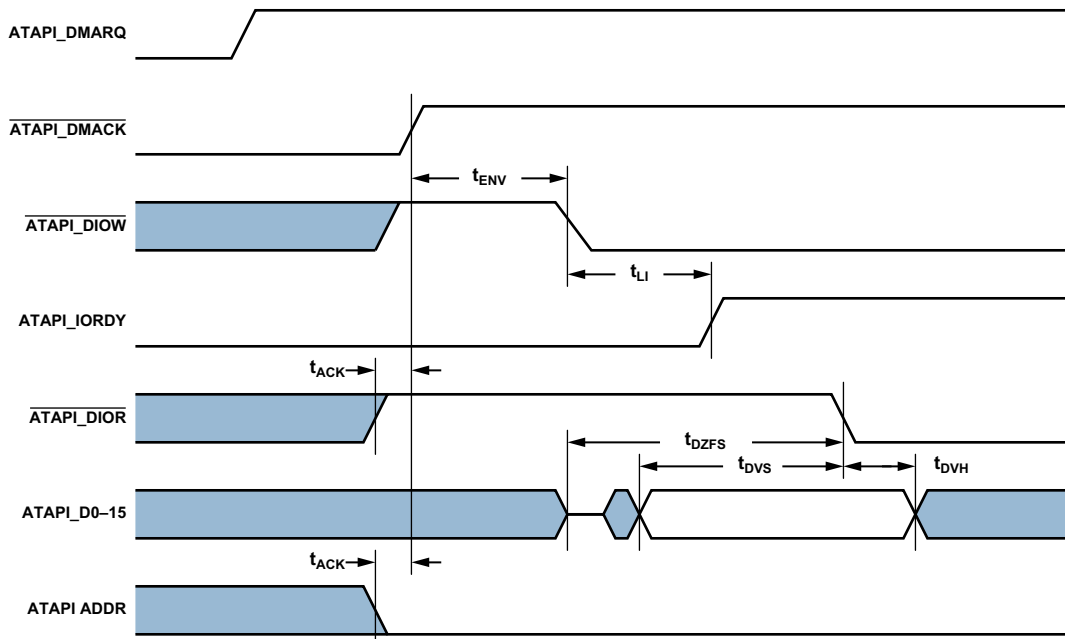 ATAPI_DMARQ
ATAPI_DMACK
tENV
ATAPI_DIOW
tLI
ATAPI_IORDY
tACK
ATAPI_DIOR
tDZFS
tDVS
tDVH
ATAPI_D0–15
tACK
ATAPI ADDR